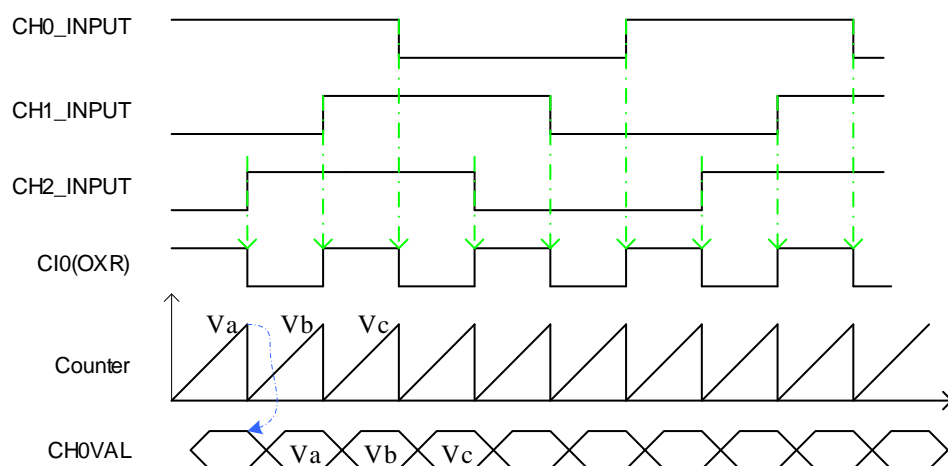 CH0_INPUT
CH1_INPUT
CH2_INPUT
CI0(OXR)
Va Vb Vc
Counter
CH0VAL Va Vb Vc